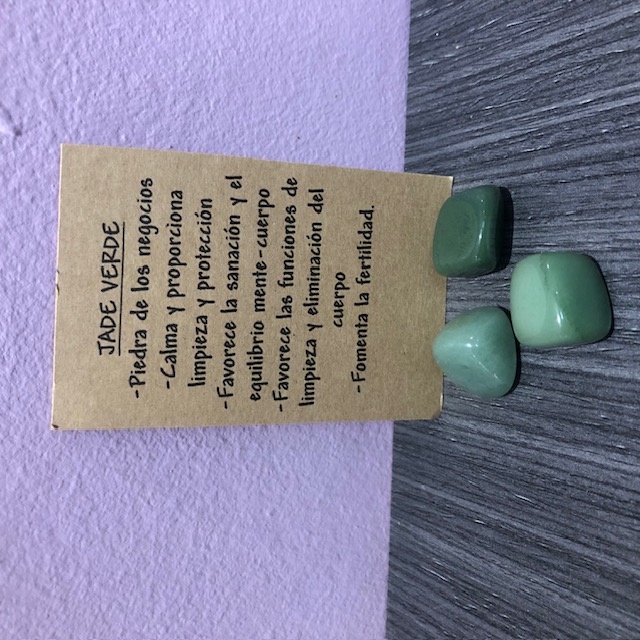 JADE VERDE
-Piedra de los negocios
-Calma y proporciona
limpieza y protección
-Favorece la sanación y el
equilibrio mente-cuerpo
-Favorece las funciones de
limpieza y eliminación del
cuerpo
-Fomenta la fertilidad.